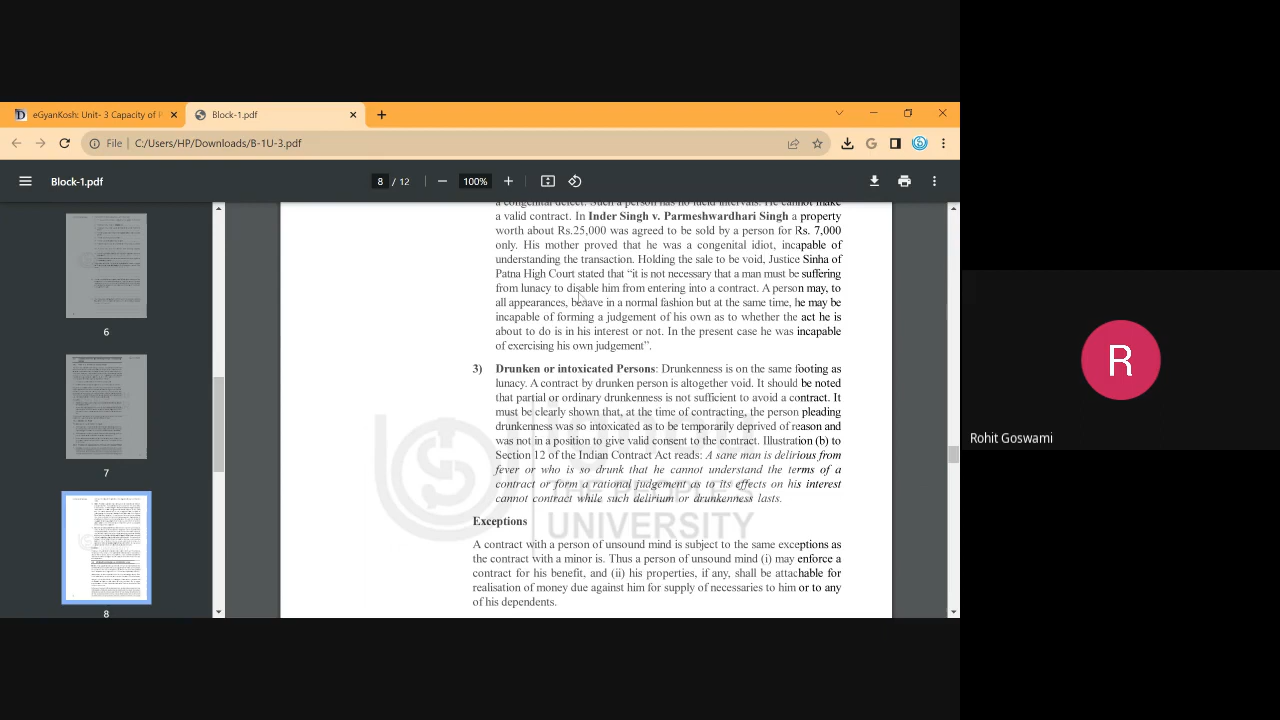 eGyanKosh: Unit- 3 Capacity of P
Block-1.pdf
File
C:/Users/HP/Downloads/B-1U-3.pdf
Block-1.pdf
8 / 12
100%
a congenital defect. Such a person has no lucid intervals. He cannot make
a valid contract. In Inder Singh v. Parmeshwardhari Singh a property
worth about Rs.25,000 was agreed to be sold by a person for Rs. 7,000
only. His mother proved that he was a congenital idiot, incapable of
understanding the transaction. Holding the sale to be void, Justice Sinha of
Patna High Court stated that “it is not necessary that a man must be suffering
from lunacy to disable him from entering into a contract. A person may, to
all appearances, behave in a normal fashion but at the same time, he may be
incapable of forming a judgement of his own as to whether the act he is
about to do is in his interest or not. In the present case he was incapable
of exercising his own judgement”.
3) Drunken or intoxicated Persons: Drunkenness is on the same footing as
lunacy. A contract by drunken person is altogether void. It should be noted
that partial or ordinary drunkenness is not sufficient to avoid a contract. It
must be clearly shown that, at the time of contracting, the person pleading
drunkenness was so intoxicated as to be temporarily deprived of reason and
was not in a position to give valid consent to the contract. Illustration (b) to
Section 12 of the Indian Contract Act reads: A sane man is delirious from
fever or who is so drunk that he cannot understand the terms of a
contract or form a rational judgement as to its effects on his interest
cannot contract while such delirium or drunkenness lasts.
THE PEOPLE'S
UNIVERSITY
Exceptions
A contract with a person of unsound mind is subject to the same exceptions as
the contract with a minor is. Thus a person of unsound mind (i) may enforce a
contract for his benefit, and (ii) his properties, if any, shall be attachable for
realisation of money due against him for supply of necessaries to him or to any
of his dependents.
6
7
8
R
Rohit Goswami